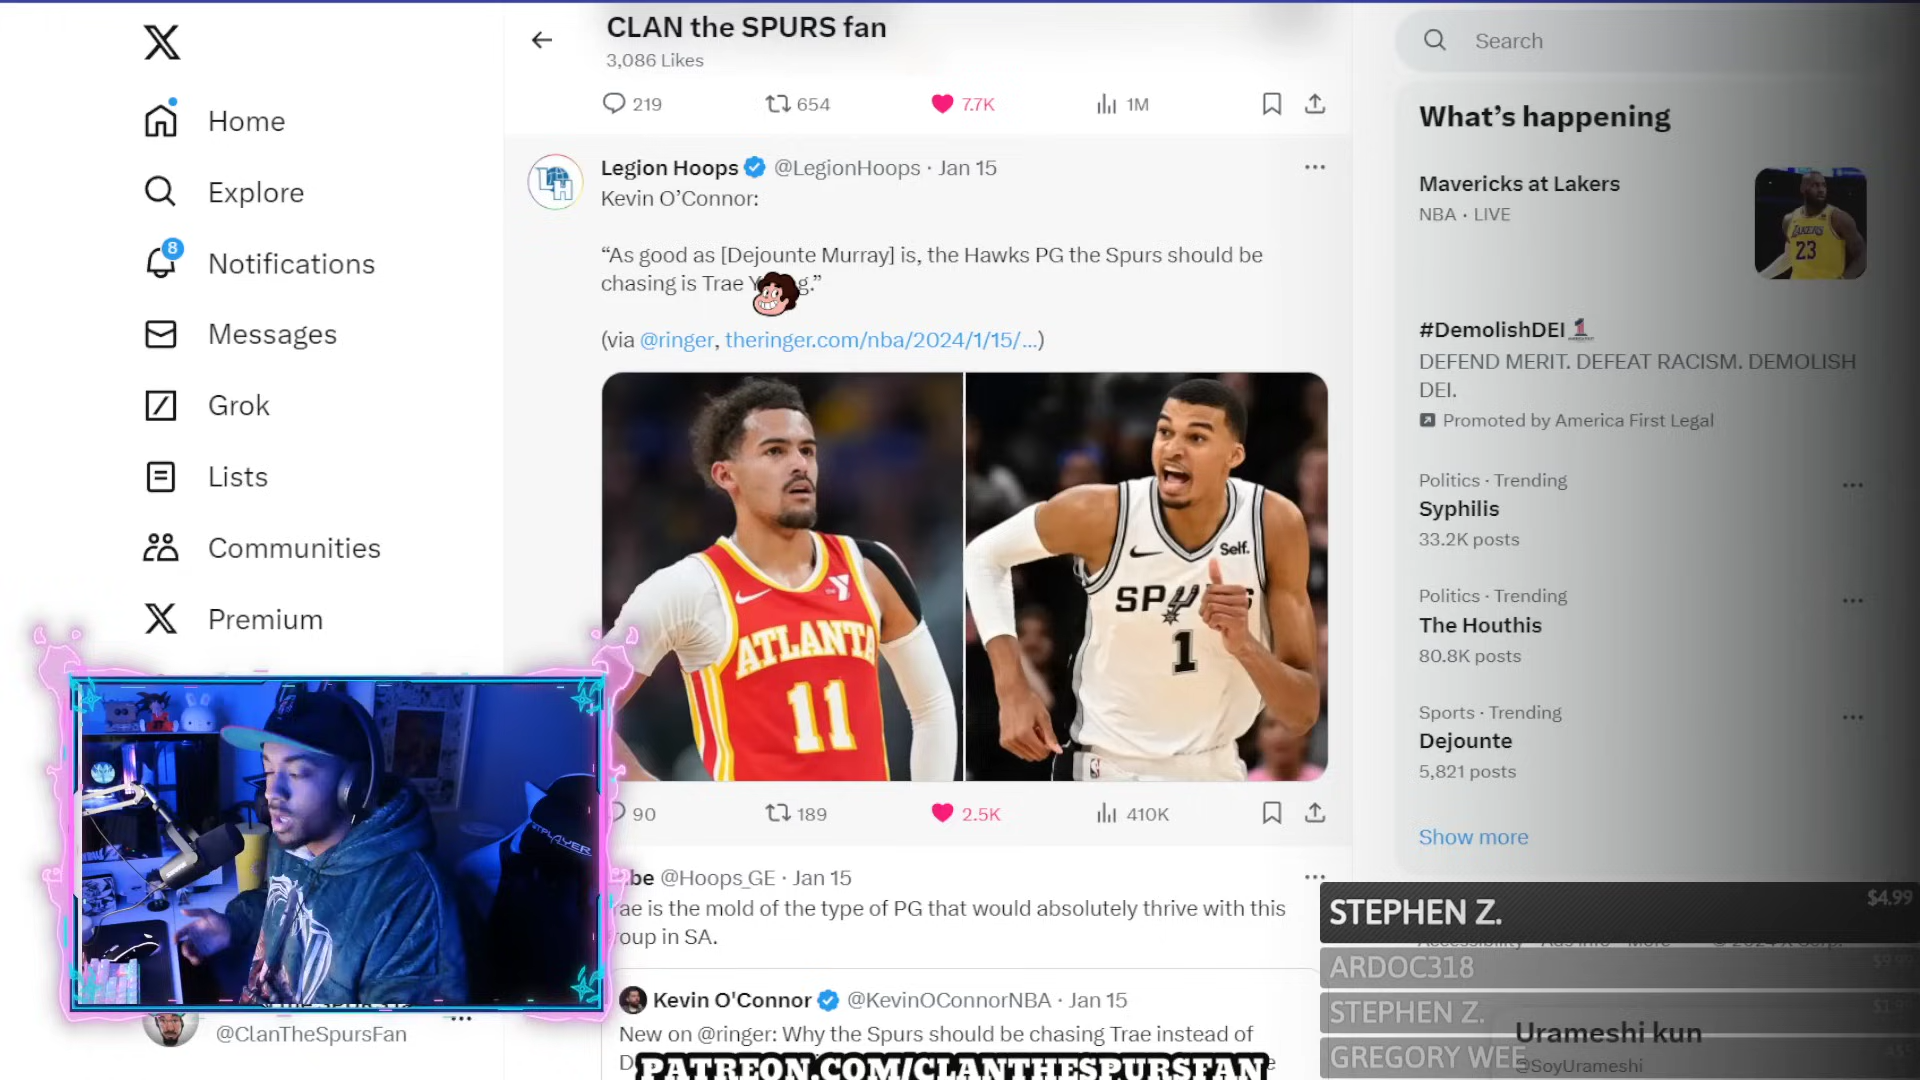 CLAN the SPURS fan
3,086 Likes
219 654 7.7K 1M
Home
Explore
8
Notifications
Messages
Grok
Lists
Communities
Premium
@ClanTheSpursFan
Legion Hoops @LegionHoops · Jan 15
Kevin O’Connor:
“As good as [Dejounte Murray] is, the Hawks PG the Spurs should be
chasing is Trae Y g.”
(via @ringer, theringer.com/nba/2024/1/15/…)
ATLANTA
11
Self.
1
90 189 2.5K 410K
be @Hoops_GE · Jan 15
rae is the mold of the type of PG that would absolutely thrive with this
roup in SA.
Kevin O'Connor @KevinOConnorNBA · Jan 15
New on @ringer: Why the Spurs should be chasing Trae instead of
PATREON.COM/CLANTHESPURSFAN
Search
What’s happening
Mavericks at Lakers
NBA · LIVE
LAKERS
23
#DemolishDEI
DEFEND MERIT. DEFEAT RACISM. DEMOLISH
DEI.
Promoted by America First Legal
Politics · Trending
Syphilis
33.2K posts
Politics · Trending
The Houthis
80.8K posts
Sports · Trending
Dejounte
5,821 posts
Show more
STEPHEN Z. $4.99
ARDOC318
STEPHEN Z.
GREGORY WEE
Urameshi kun
@SoyUrameshi